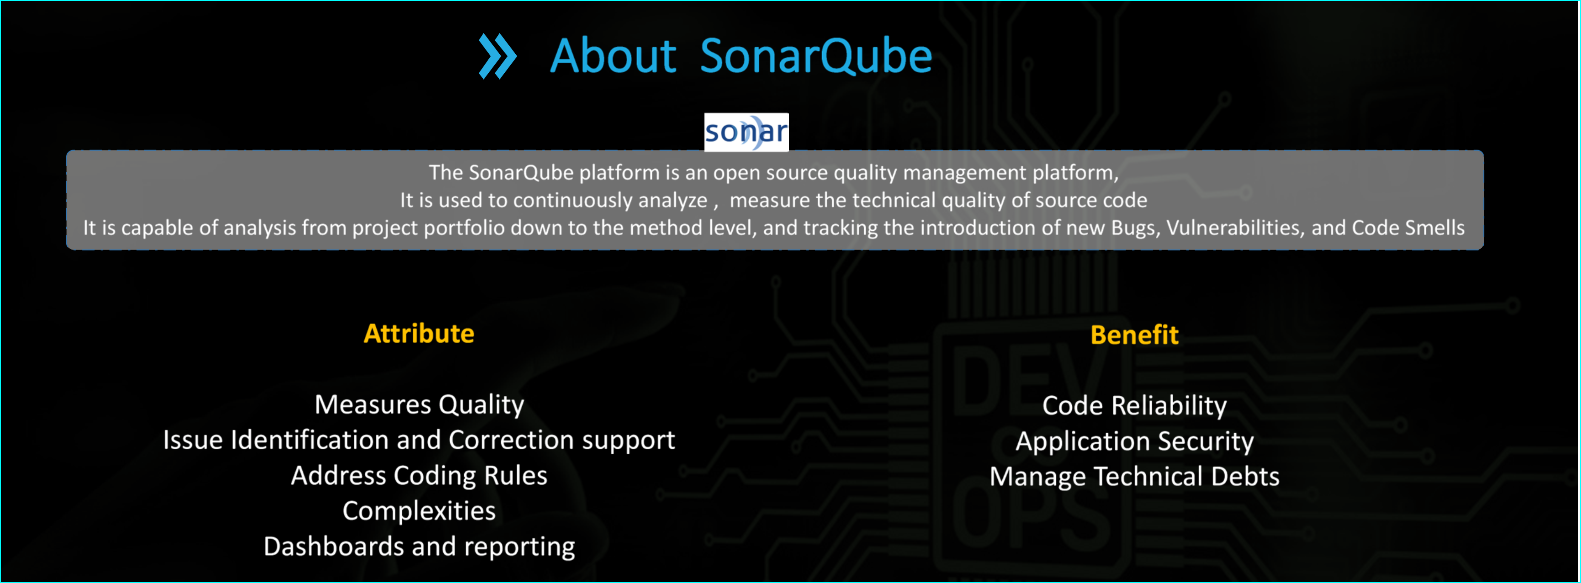 About SonarQube
sonar
The SonarQube platform is an open source quality management platform,
It is used to continuously analyze , measure the technical quality of source code
It is capable of analysis from project portfolio down to the method level, and tracking the introduction of new Bugs, Vulnerabilities, and Code Smells
Attribute
Measures Quality
Issue Identification and Correction support
Address Coding Rules
Complexities
Dashboards and reporting
Benefit
Code Reliability
Application Security
Manage Technical Debts
DEV
OPS